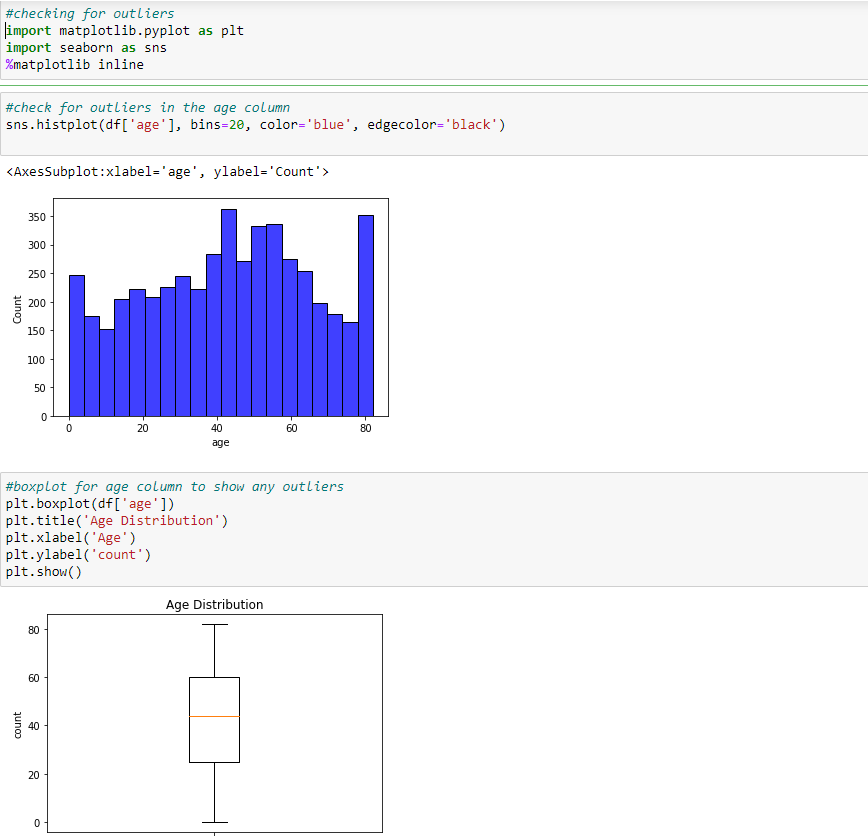 #checking for outliers
import matplotlib.pyplot as plt
import seaborn as sns
%matplotlib inline
#check for outliers in the age column
sns.histplot(df['age'], bins=20, color='blue', edgecolor='black')
<AxesSubplot:xlabel='age', ylabel='Count'>
350
300
250
200
150
100
50
0
Count
0 20 40 60 80
age
#boxplot for age column to show any outliers
plt.boxplot(df['age'])
plt.title('Age Distribution')
plt.xlabel('Age')
plt.ylabel('count')
plt.show()
Age Distribution
80
60
40
20
0
count